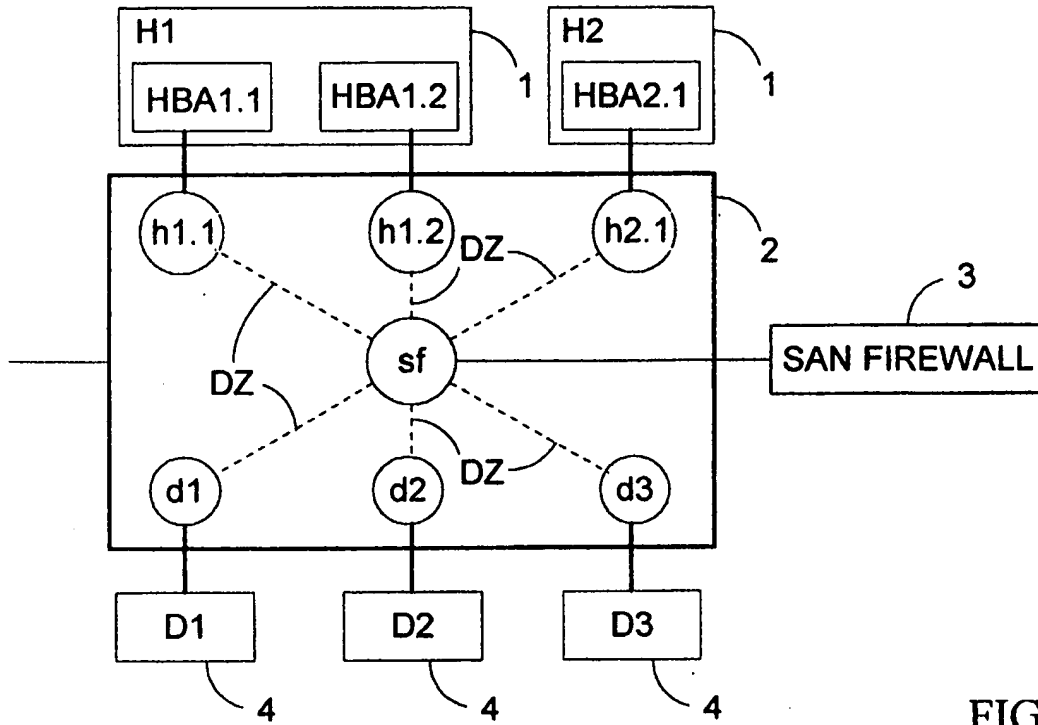 H1
H2
HBA1.1
HBA1.2
HBA2.1
1
1
h1.1
h1.2
h2.1
2
DZ
DZ
sf
3
SAN FIREWALL
DZ
d1
d2
d3
D1
D2
D3
4
4
4
FIG